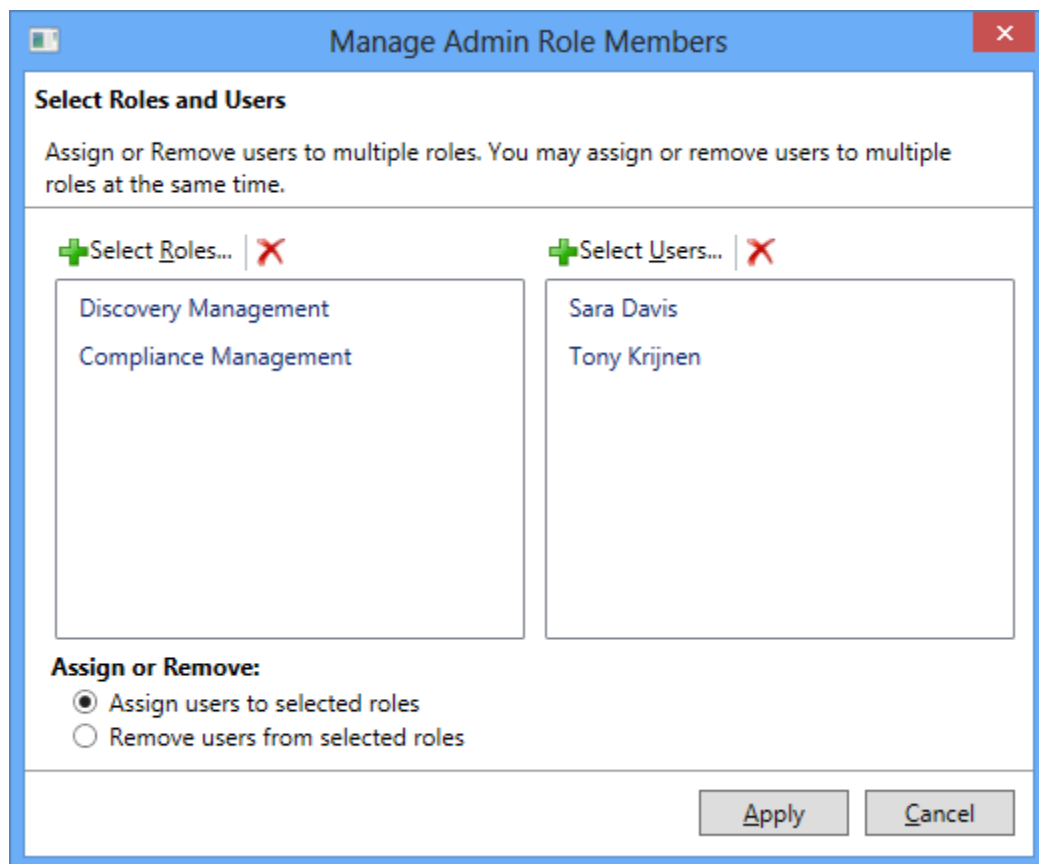 Manage Admin Role Members
Select Roles and Users
Assign or Remove users to multiple roles. You may assign or remove users to multiple
roles at the same time.
Select Roles...
Select Users...
Discovery Management
Compliance Management
Sara Davis
Tony Krijnen
Assign or Remove:
Assign users to selected roles
Remove users from selected roles
Apply
Cancel